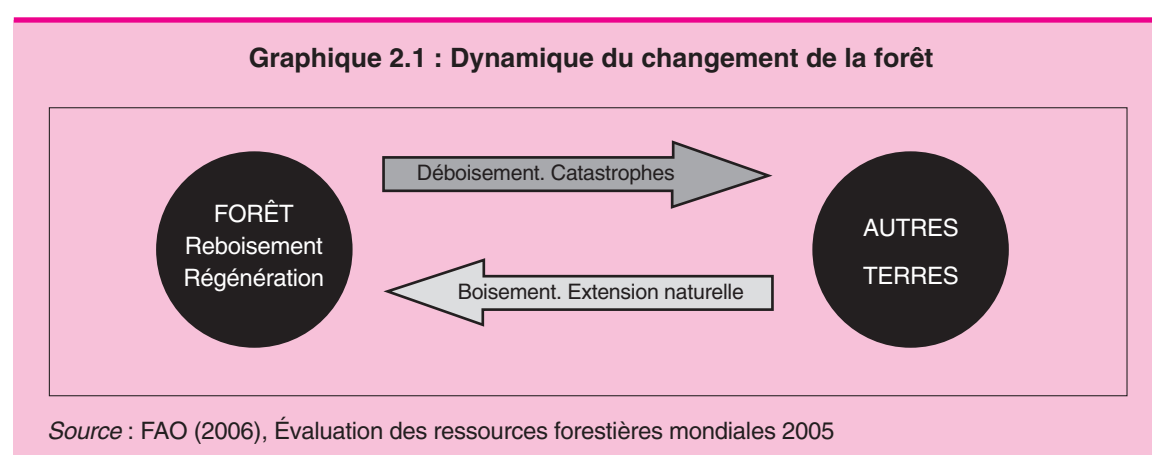 Graphique 2.1 : Dynamique du changement de la forêt
Déboisement. Catastrophes
FORÊT
Reboisement
Régénération
AUTRES
TERRES
Boisement. Extension naturelle
Source : FAO (2006), Évaluation des ressources forestières mondiales 2005